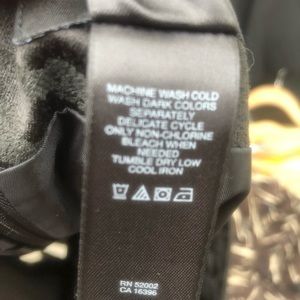 MACHINE WASH COLD
WASH DARK COLORS
SEPARATELY
DELICATE CYCLE
ONLY NON-CHLORINE
BLEACH WHEN
NEEDED
TUMBLE DRY LOW
COOL IRON
RN 52002
CA 16396